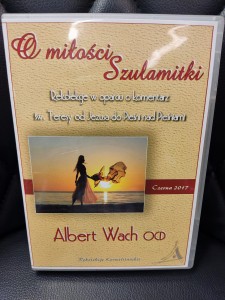 O miłości
Szulamitki
Rekolekcje w oparciu o komentarz
św. Teresy od Jezusa do Pieśni nad Pieśniami
Czerna 2017
Albert Wach OCD